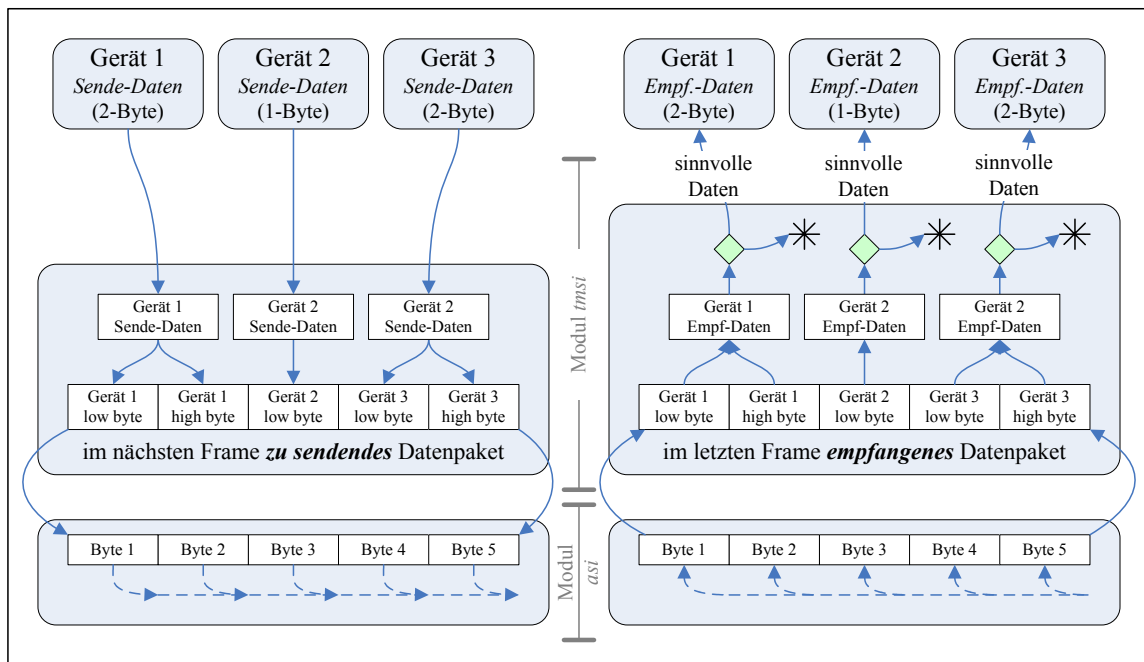 Gerät 1
Sende-Daten
(2-Byte)
Gerät 2
Sende-Daten
(1-Byte)
Gerät 3
Sende-Daten
(2-Byte)
Gerät 1
Sende-Daten
Gerät 2
Sende-Daten
Gerät 2
Sende-Daten
Gerät 1
low byte
Gerät 1
high byte
Gerät 2
low byte
Gerät 3
low byte
Gerät 3
high byte
im nächsten Frame zu sendendes Datenpaket
Byte 1
Byte 2
Byte 3
Byte 4
Byte 5
Modul tmsi
Modul
asi
Gerät 1
Empf.-Daten
(2-Byte)
Gerät 2
Empf.-Daten
(1-Byte)
Gerät 3
Empf.-Daten
(2-Byte)
sinnvolle
Daten
sinnvolle
Daten
sinnvolle
Daten
Gerät 1
Empf-Daten
Gerät 2
Empf-Daten
Gerät 2
Empf-Daten
Gerät 1
low byte
Gerät 1
high byte
Gerät 2
low byte
Gerät 3
low byte
Gerät 3
high byte
im letzten Frame empfangenes Datenpaket
Byte 1
Byte 2
Byte 3
Byte 4
Byte 5